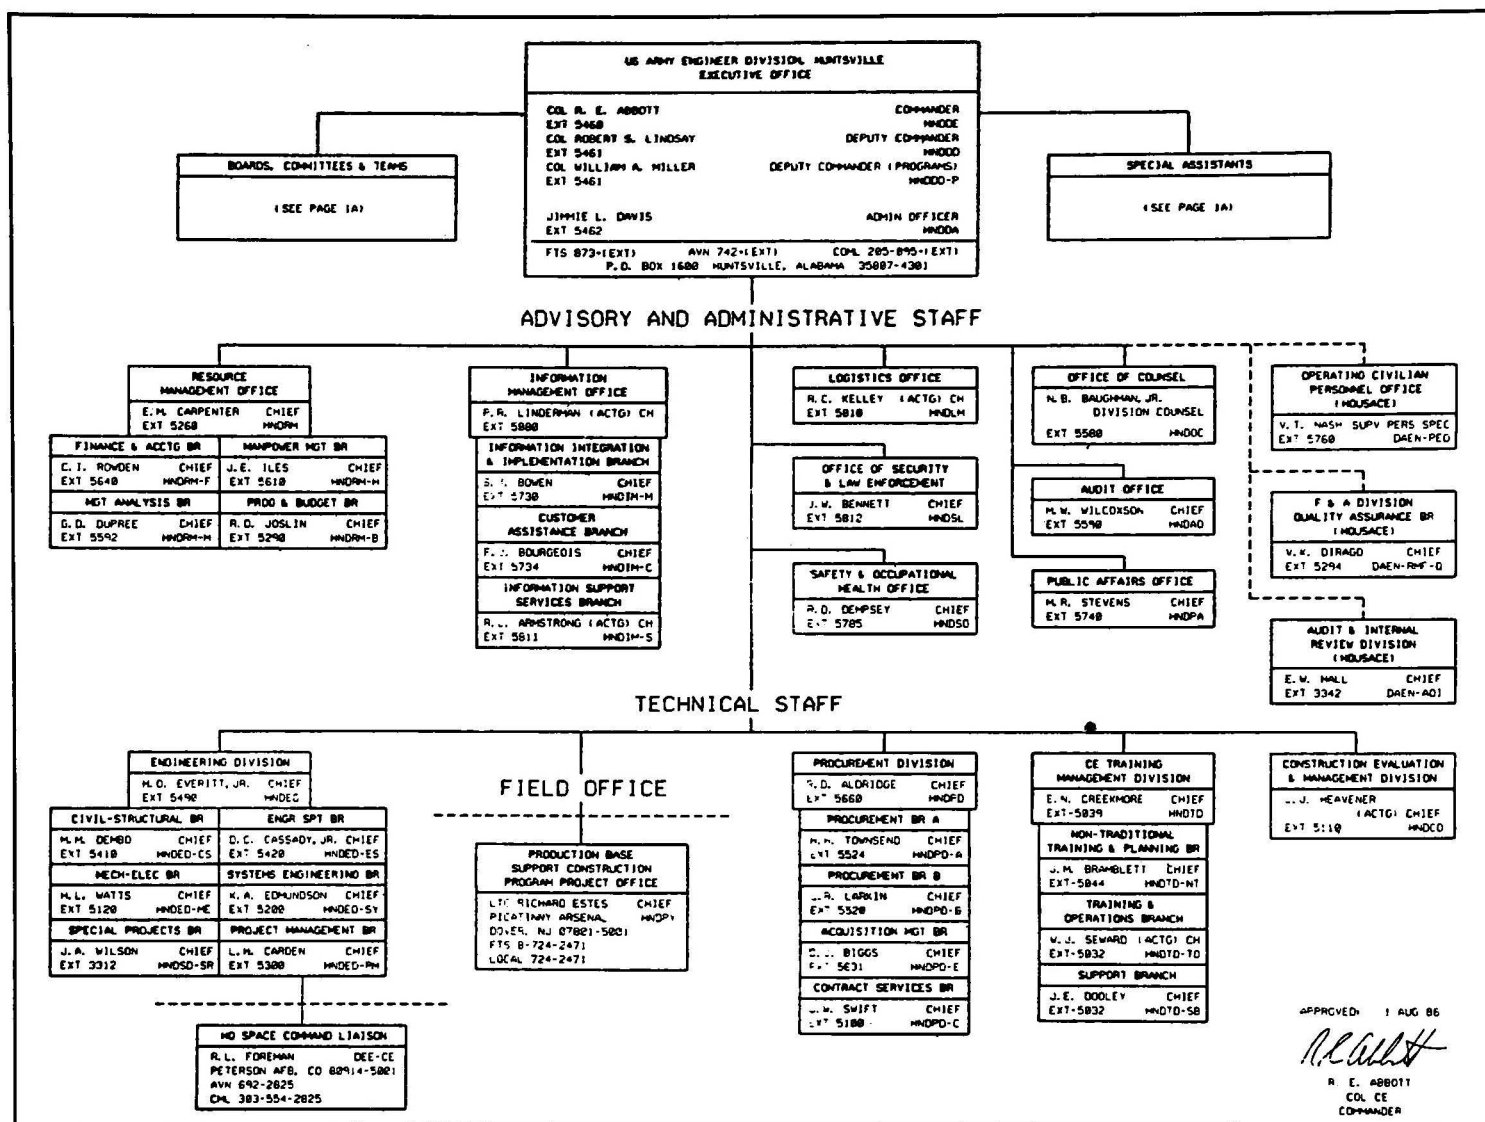 US ARMY ENGINEER DIVISION, HUNTSVILLE
EXECUTIVE OFFICE
COL R. E. ABBOTT COMMANDER
EXT 5460 HNDDE
COL ROBERT S. LINDSAY DEPUTY COMMANDER
EXT 5461 HNDDD
COL WILLIAM A. MILLER DEPUTY COMMANDER (PROGRAMS)
EXT 5461 HNDDD-P
JIMMIE L. DAVIS ADMIN OFFICER
EXT 5462 HNDDA
FTS 873+(EXT) AVN 742+(EXT) COML 205-895+(EXT)
P.O. BOX 1600 HUNTSVILLE, ALABAMA 35807-4301
BOARDS, COMMITTEES & TEAMS
(SEE PAGE 1A)
SPECIAL ASSISTANTS
(SEE PAGE 1A)
ADVISORY AND ADMINISTRATIVE STAFF
RESOURCE
MANAGEMENT OFFICE
E.M. CARPENTER CHIEF
EXT 5260 HNDRM
FINANCE & ACCTG BR
C. I. ROWDEN CHIEF
EXT 5640 HNDRM-F
MANPOWER MGT BR
J.E. ILES CHIEF
EXT 5610 HNDRM-M
MGT ANALYSIS BR
G.D. DUPREE CHIEF
EXT 5592 HNDRM-M
PROG & BUDGET BR
R.D. JOSLIN CHIEF
EXT 5290 HNDRM-B
INFORMATION
MANAGEMENT OFFICE
P.R. LINDERMAN (ACTG) CH
EXT 5880
INFORMATION INTEGRATION
& IMPLEMENTATION BRANCH
BOWEN CHIEF
EXT 5730 HNDIM-M
CUSTOMER
ASSISTANCE BRANCH
BOURGEOIS CHIEF
EXT 5734 HNDIM-C
INFORMATION SUPPORT
SERVICES BRANCH
ARMSTRONG (ACTG) CH
EXT 5811 HNDIM-S
LOGISTICS OFFICE
R.C. KELLEY (ACTG) CH
EXT 5010 HNDLM
OFFICE OF SECURITY
& LAW ENFORCEMENT
J.W. BENNETT CHIEF
EXT 5812 HNDSL
SAFETY & OCCUPATIONAL
HEALTH OFFICE
R.D. DEMPSEY CHIEF
EXT 5785 HNDSO
OFFICE OF COUNSEL
N.B. BAUGHMAN, JR.
DIVISION COUNSEL
EXT 5580 HNDOC
AUDIT OFFICE
M.W. WILCOXSON CHIEF
EXT 5590 HNDAO
PUBLIC AFFAIRS OFFICE
M.R. STEVENS CHIEF
EXT 5740 HNDPA
OPERATING CIVILIAN
PERSONNEL OFFICE
(HQUSACE)
V.T. NASH SUPV PERS SPEC
EXT 5760 DAEN-PEO
F & A DIVISION
QUALITY ASSURANCE BR
(HQUSACE)
V.K. DIRAGO CHIEF
EXT 5294 DAEN-RMF-Q
AUDIT & INTERNAL
REVIEW DIVISION
(HQUSACE)
E.W. HALL CHIEF
EXT 3342 DAEN-AOI
TECHNICAL STAFF
ENGINEERING DIVISION
M.D. EVERITT, JR. CHIEF
EXT 5490 HNDEC
CIVIL-STRUCTURAL BR
M.M. DEMBO CHIEF
EXT 5410 HNDED-CS
ENGR SPT BR
D.C. CASSADY, JR. CHIEF
EXT 5420 HNDED-ES
MECH-ELEC BR
H.L. WATTS CHIEF
EXT 5120 HNDED-ME
SYSTEMS ENGINEERING BR
K.A. EDMUNDSON CHIEF
EXT 5200 HNDED-SY
SPECIAL PROJECTS BR
J.A. WILSON CHIEF
EXT 3312 HNDSD-SR
PROJECT MANAGEMENT BR
L.M. CARDEN CHIEF
EXT 5300 HNDED-PM
HQ SPACE COMMAND LIAISON
R.L. FOREMAN DEE-CE
PETERSON AFB, CO 80914-5001
AVN 692-2825
CML 303-554-2825
FIELD OFFICE
PRODUCTION BASE
SUPPORT CONSTRUCTION
PROGRAM PROJECT OFFICE
LTC RICHARD ESTES CHIEF
PICATINNY ARSENAL HNDPY
DOVER, NJ 07801-5001
FTS 8-724-2471
LOCAL 724-2471
PROCUREMENT DIVISION
ALDRIDGE CHIEF
EXT 5660
PROCUREMENT BR A
TOWNSEND CHIEF
EXT 5524 HNDPD-A
PROCUREMENT BR B
LARKIN CHIEF
EXT 5520
ACQUISITION MGT BR
BIGGS CHIEF
HNDPD-E
CONTRACT SERVICES BR
SWIFT CHIEF
EXT 5180 HNDPD-C
CE TRAINING
MANAGEMENT DIVISION
E.N. CREEKMORE CHIEF
EXT-5039 HNDTD
NON-TRADITIONAL
TRAINING & PLANNING BR
J.M. BRAMBLETT CHIEF
EXT-5044 HNDTD-NT
TRAINING &
OPERATIONS BRANCH
W.J. SEWARD (ACTG) CH
EXT-5032 HNDTD-TO
SUPPORT BRANCH
J.E. DOOLEY CHIEF
EXT-5032 HNDTD-SB
CONSTRUCTION EVALUATION
& MANAGEMENT DIVISION
HEAVENER
(ACTG) CHIEF
EXT 5110 HNDCD
APPROVED: 1 AUG 86
R E Abbott
R. E. ABBOTT
COL CE
COMMANDER